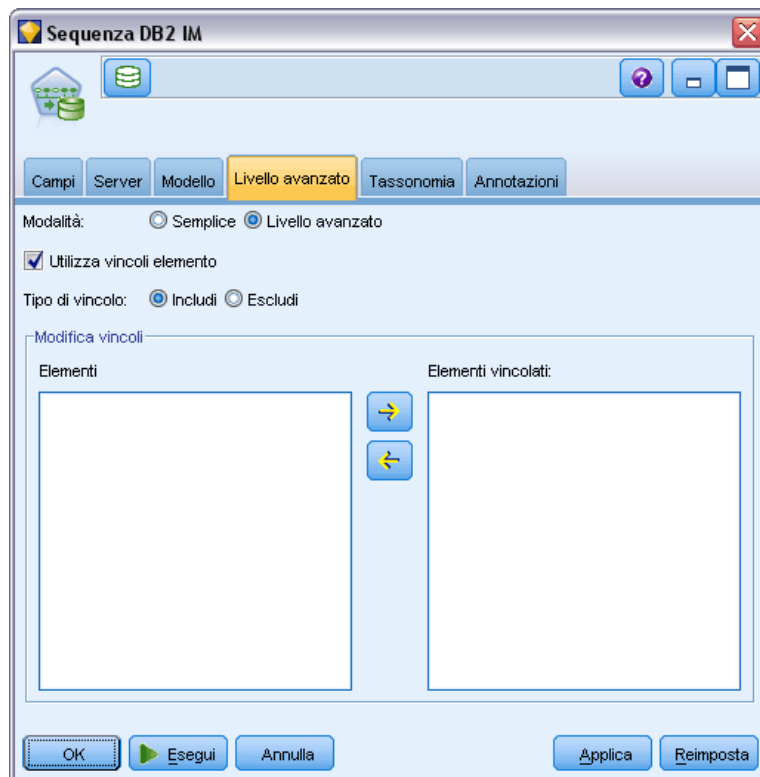 Sequenza DB2 IM
Campi Server Modello Livello avanzato Tassonomia Annotazioni
Modalità: Semplice Livello avanzato
Utilizza vincoli elemento
Tipo di vincolo: Includi Escludi
Modifica vincoli
Elementi Elementi vincolati:
OK Esegui Annulla Applica Reimposta